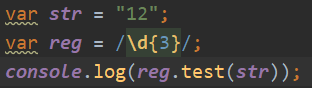 var str = "12";
var reg = /\d{3}/;
console.log(reg.test(str));